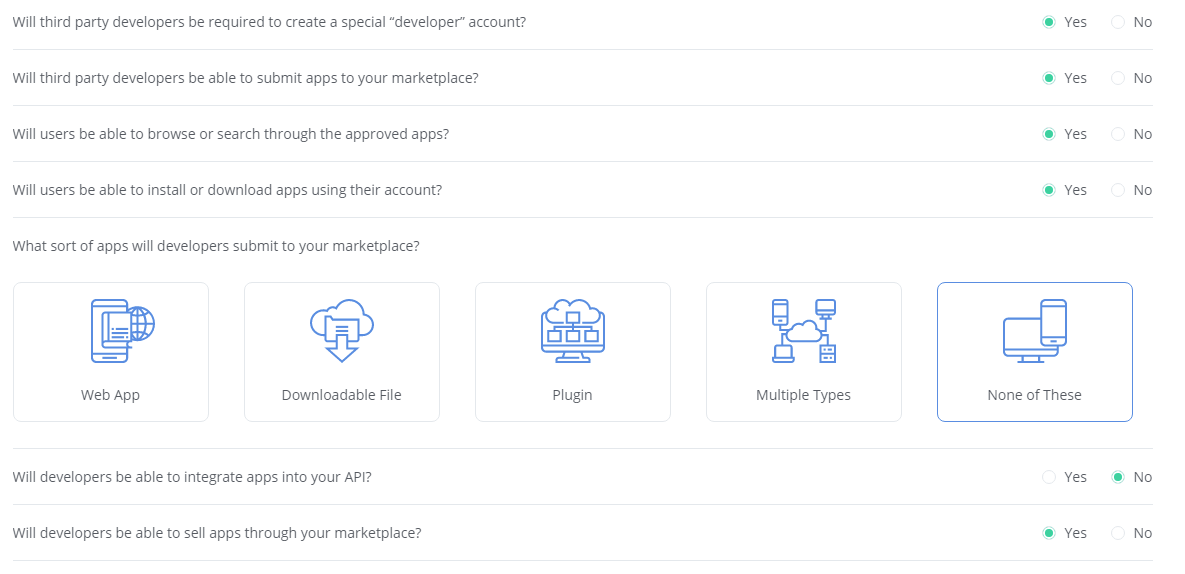 Will third party developers be required to create a special “developer” account? Yes No
Will third party developers be able to submit apps to your marketplace? Yes No
Will users be able to browse or search through the approved apps? Yes No
Will users be able to install or download apps using their account? Yes No
What sort of apps will developers submit to your marketplace?
Web App Downloadable File Plugin Multiple Types None of These
Will developers be able to integrate apps into your API? Yes No
Will developers be able to sell apps through your marketplace? Yes No